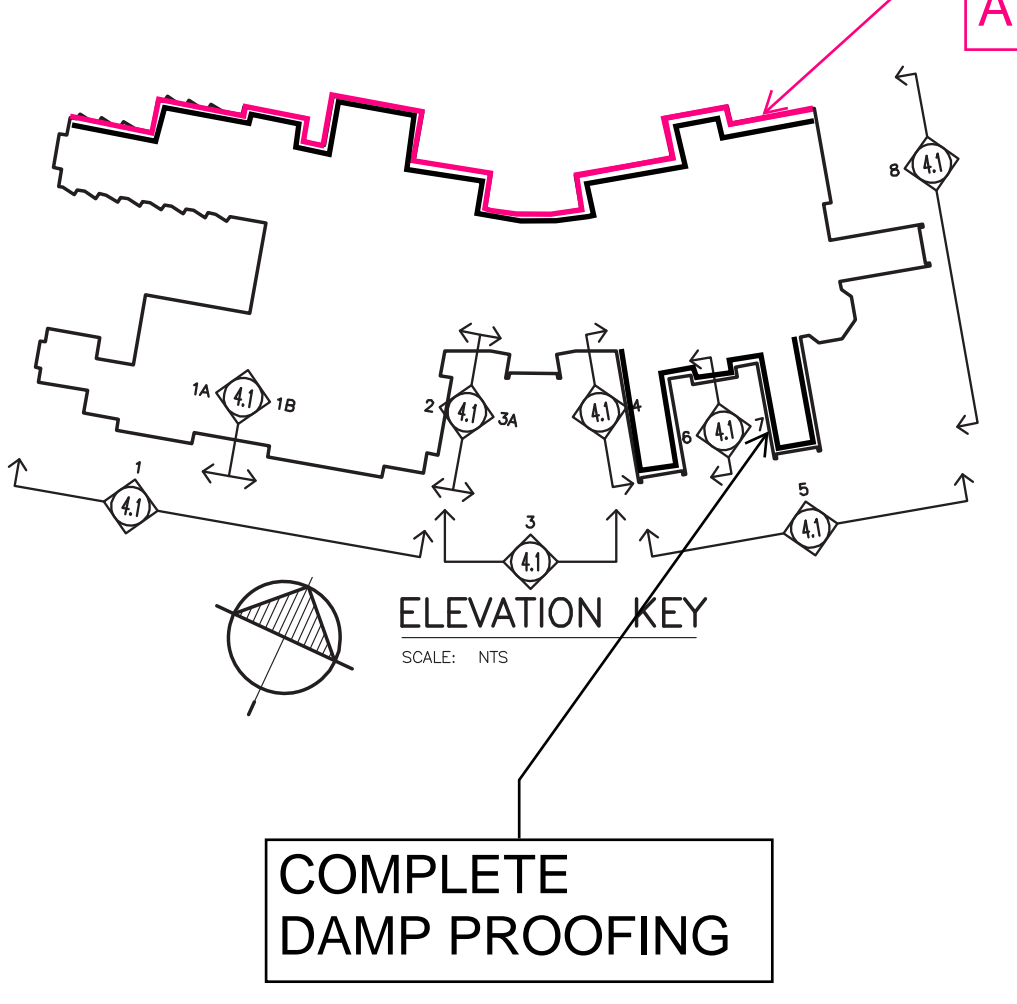 A
4.1
8
1A
4.1
1B
2
4.1
3A
4.1
4
6
4.1
7
1
4.1
3
4.1
5
4.1
ELEVATION KEY
SCALE: NTS
COMPLETE
DAMP PROOFING